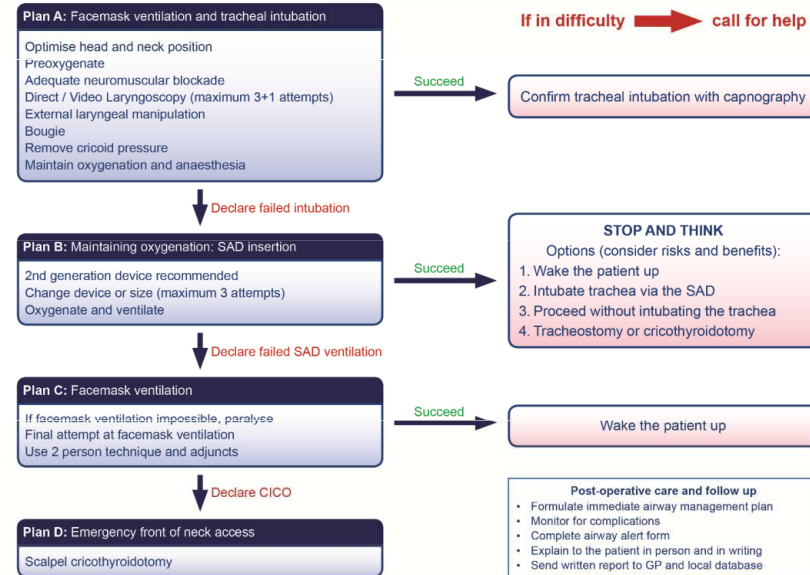 Plan A: Facemask ventilation and tracheal intubation
Optimise head and neck position
Preoxygenate
Adequate neuromuscular blockade
Direct / Video Laryngoscopy (maximum 3+1 attempts)
External laryngeal manipulation
Bougie
Remove cricoid pressure
Maintain oxygenation and anaesthesia
If in difficulty
call for help
Succeed
Confirm tracheal intubation with capnography
Declare failed intubation
Plan B: Maintaining oxygenation: SAD insertion
2nd generation device recommended
Change device or size (maximum 3 attempts)
Oxygenate and ventilate
Succeed
STOP AND THINK
Options (consider risks and benefits):
1. Wake the patient up
2. Intubate trachea via the SAD
3. Proceed without intubating the trachea
4. Tracheostomy or cricothyroidotomy
Declare failed SAD ventilation
Plan C: Facemask ventilation
If facemask ventilation impossible, paralyse
Final attempt at facemask ventilation
Use 2 person technique and adjuncts
Succeed
Wake the patient up
Declare CICO
Plan D: Emergency front of neck access
Scalpel cricothyroidotomy
Post-operative care and follow up
• Formulate immediate airway management plan
• Monitor for complications
• Complete airway alert form
• Explain to the patient in person and in writing
• Send written report to GP and local database